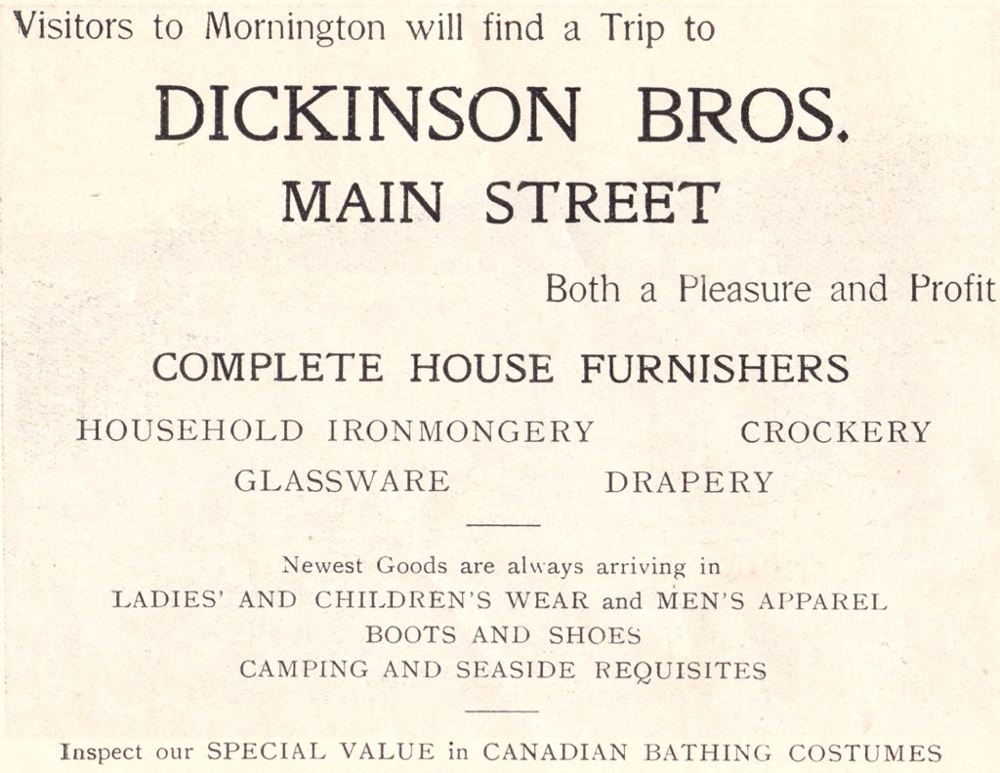 Visitors to Mornington will find a Trip to
DICKINSON BROS.
MAIN STREET
Both a Pleasure and Profit
COMPLETE HOUSE FURNISHERS
HOUSEHOLD IRONMONGERY CROCKERY
GLASSWARE DRAPERY
Newest Goods are always arriving in
LADIES' AND CHILDREN'S WEAR and MEN'S APPAREL
BOOTS AND SHOES
CAMPING AND SEASIDE REQUISITES
Inspect our SPECIAL VALUE in CANADIAN BATHING COSTUMES